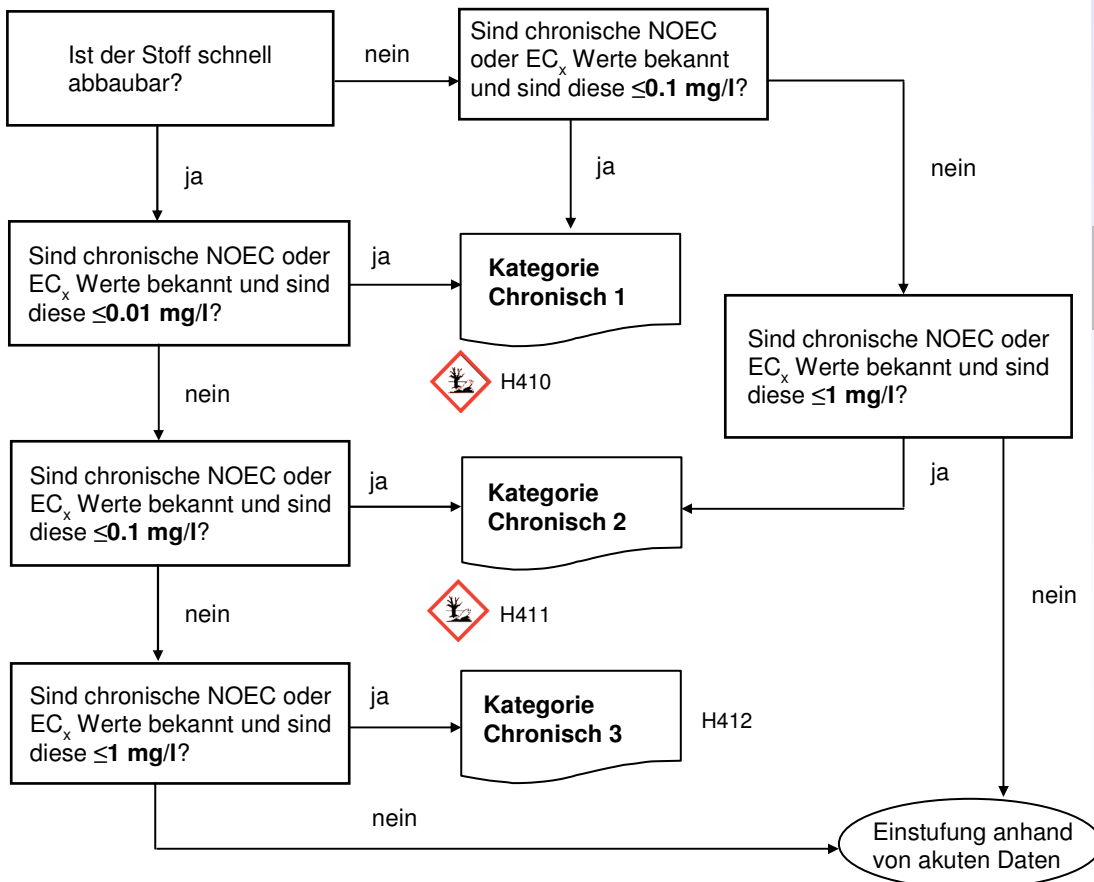 Ist der Stoff schnell
abbaubar?
nein
Sind chronische NOEC
oder ECx Werte bekannt
und sind diese ≤0.1 mg/l?
ja
ja
nein
Sind chronische NOEC oder
ECx Werte bekannt und sind
diese ≤0.01 mg/l?
ja
Kategorie
Chronisch 1
H410
Sind chronische NOEC oder
ECx Werte bekannt und sind
diese ≤1 mg/l?
nein
Sind chronische NOEC oder
ECx Werte bekannt und sind
diese ≤0.1 mg/l?
ja
Kategorie
Chronisch 2
ja
H411
nein
nein
Sind chronische NOEC oder
ECx Werte bekannt und sind
diese ≤1 mg/l?
ja
Kategorie
Chronisch 3
H412
nein
Einstufung anhand
von akuten Daten